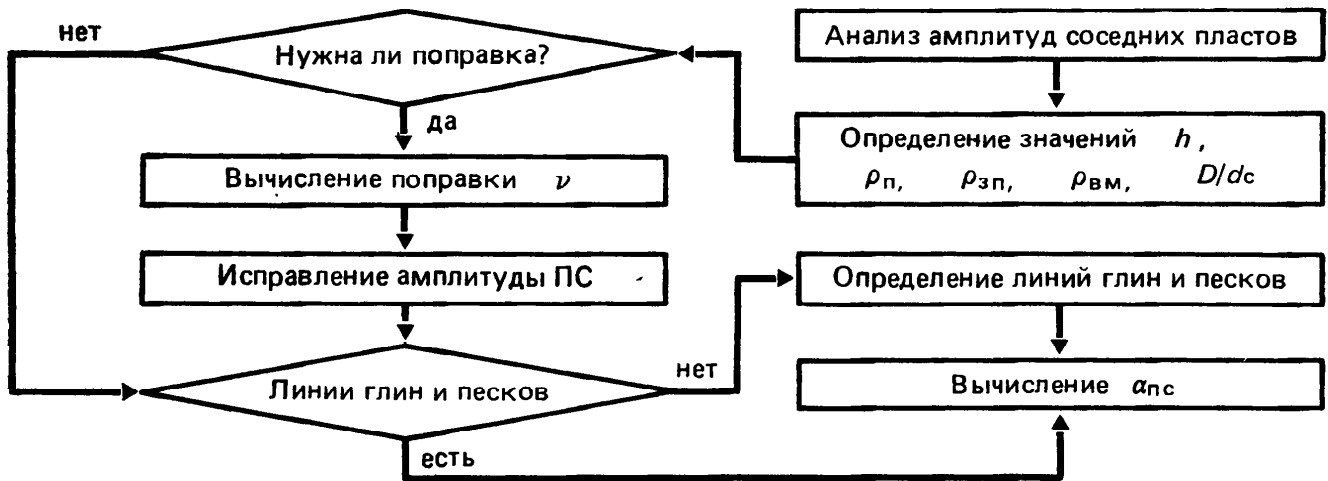 нет
Нужна ли поправка?
Анализ амплитуд соседних пластов
да
Определение значений h,
ρп, ρзп, ρвм, D/dc
Вычисление поправки ν
Исправление амплитуды ПС
Определение линий глин и песков
Линии глин и песков
нет
Вычисление αпс
есть